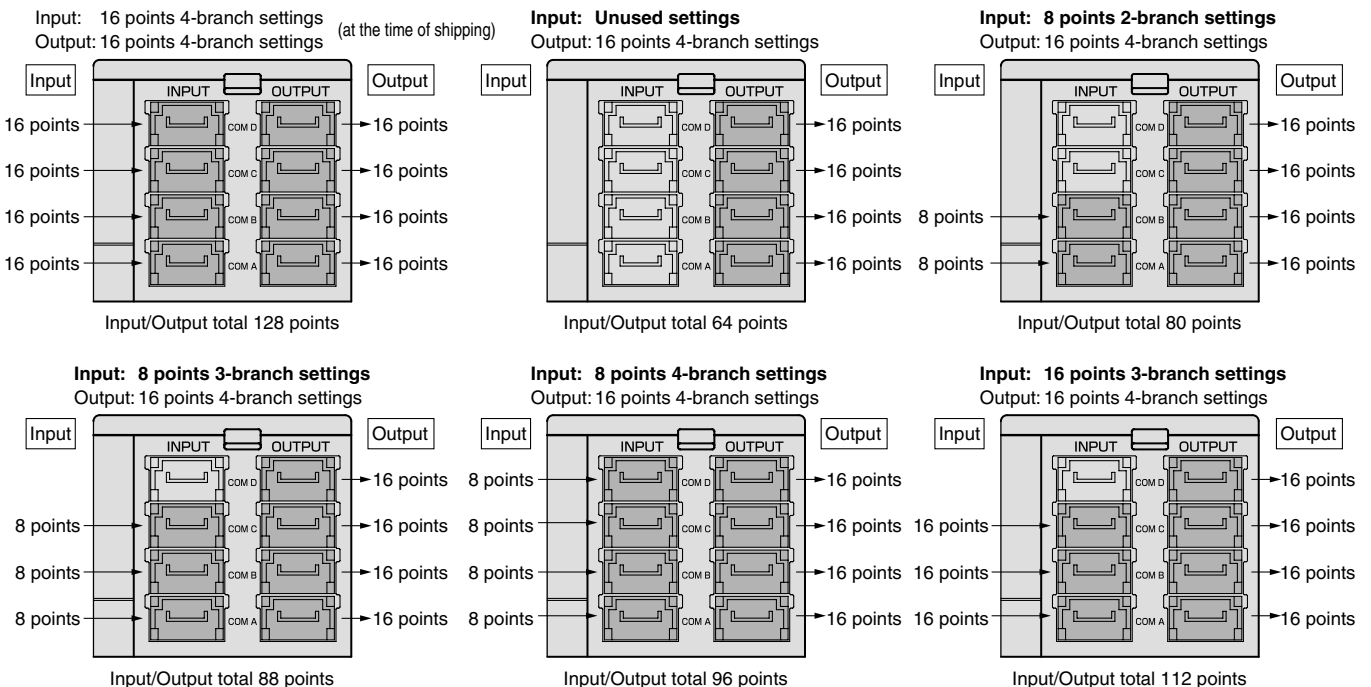 Input: 16 points 4-branch settings
Output: 16 points 4-branch settings
(at the time of shipping)
Input
Output
INPUT
OUTPUT
16 points
COM D
16 points
16 points
COM C
16 points
16 points
COM B
16 points
16 points
COM A
16 points
Input/Output total 128 points
Input: Unused settings
Output: 16 points 4-branch settings
Input
Output
INPUT
OUTPUT
COM D
16 points
COM C
16 points
COM B
16 points
COM A
16 points
Input/Output total 64 points
Input: 8 points 2-branch settings
Output: 16 points 4-branch settings
Input
Output
INPUT
OUTPUT
COM D
16 points
COM C
16 points
8 points
COM B
16 points
8 points
COM A
16 points
Input/Output total 80 points
Input: 8 points 3-branch settings
Output: 16 points 4-branch settings
Input
Output
INPUT
OUTPUT
COM D
16 points
8 points
COM C
16 points
8 points
COM B
16 points
8 points
COM A
16 points
Input/Output total 88 points
Input: 8 points 4-branch settings
Output: 16 points 4-branch settings
Input
Output
INPUT
OUTPUT
8 points
COM D
16 points
8 points
COM C
16 points
8 points
COM B
16 points
8 points
COM A
16 points
Input/Output total 96 points
Input: 16 points 3-branch settings
Output: 16 points 4-branch settings
Input
Output
INPUT
OUTPUT
COM D
16 points
16 points
COM C
16 points
16 points
COM B
16 points
16 points
COM A
16 points
Input/Output total 112 points